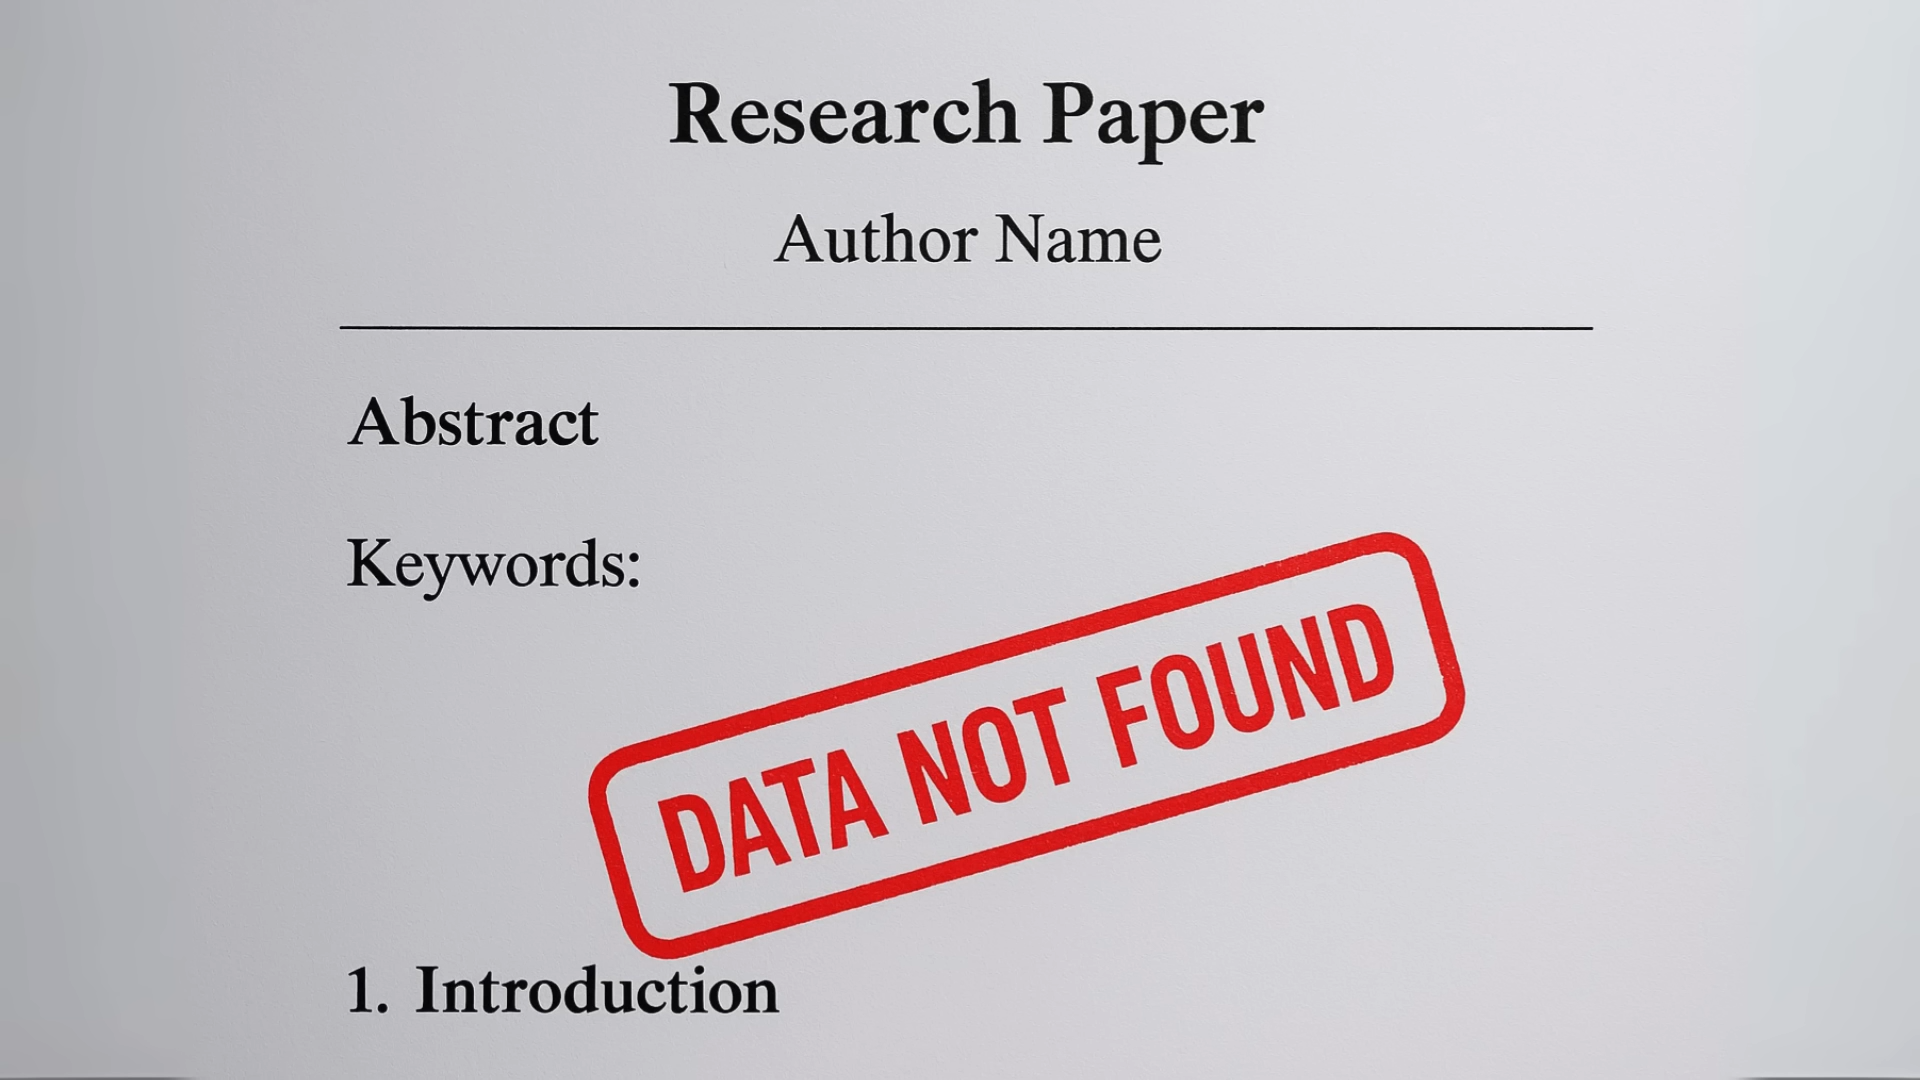 Research Paper
Author Name
Abstract
Keywords:
DATA NOT FOUND
1. Introduction